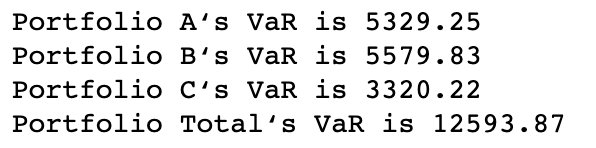 Portfolio A‘s VaR is 5329.25
Portfolio B‘s VaR is 5579.83
Portfolio C‘s VaR is 3320.22
Portfolio Total‘s VaR is 12593.87